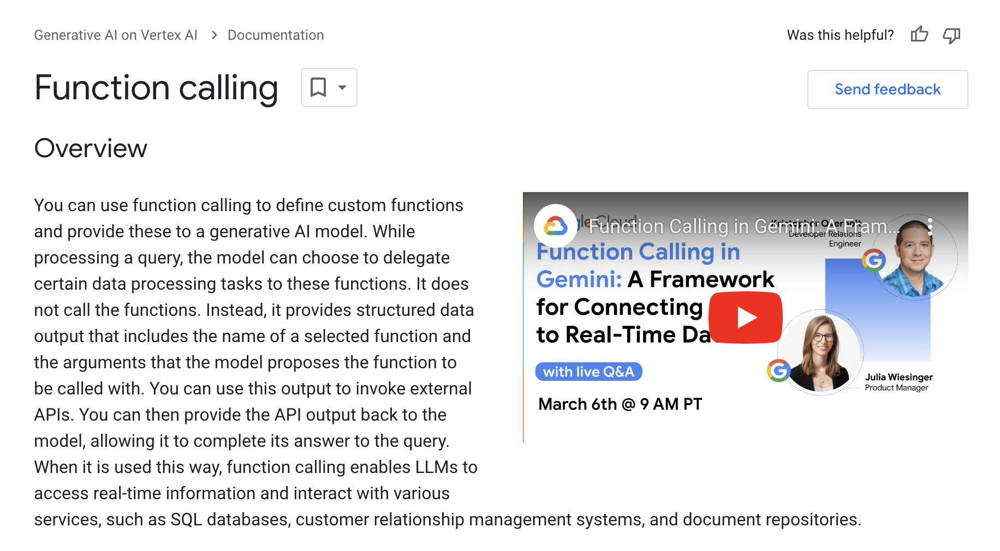 Generative AI on Vertex AI > Documentation
Was this helpful?
Function calling
Send feedback
Overview
You can use function calling to define custom functions
and provide these to a generative AI model. While
processing a query, the model can choose to delegate
certain data processing tasks to these functions. It does
not call the functions. Instead, it provides structured data
output that includes the name of a selected function and
the arguments that the model proposes the function to
be called with. You can use this output to invoke external
APIs. You can then provide the API output back to the
model, allowing it to complete its answer to the query.
When it is used this way, function calling enables LLMs to
access real-time information and interact with various
services, such as SQL databases, customer relationship management systems, and document repositories.
gle Cloud
Function Calling in Gemini: A Fram...
Kristopher Overholt
Developer Relations
Engineer
Function Calling in
Gemini: A Framework
for Connecting
to Real-Time Da
with live Q&A
March 6th @ 9 AM PT
Julia Wiesinger
Product Manager